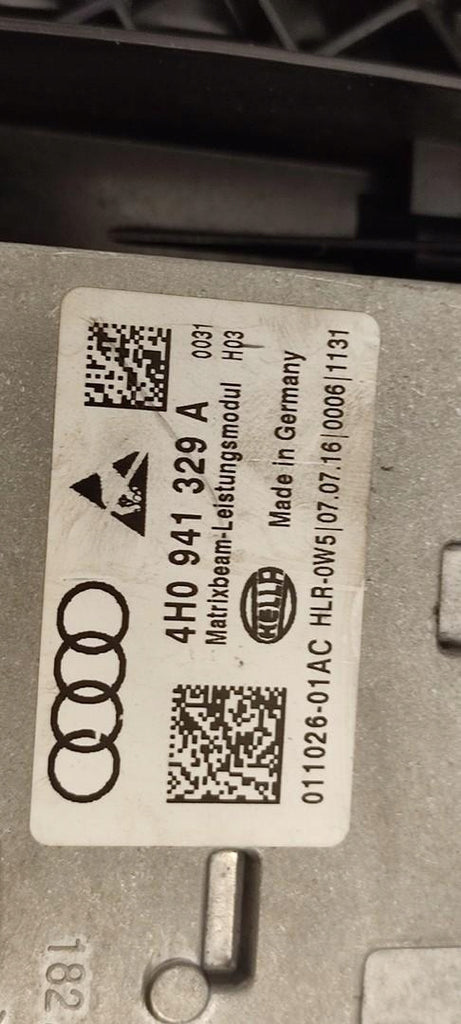 4H0 941 329 A
0031
Matrixbeam-Leistungsmodul
H03
HELLA
Made in Germany
011026-01AC HLR-0W5|07.07.16|0006|1131
182